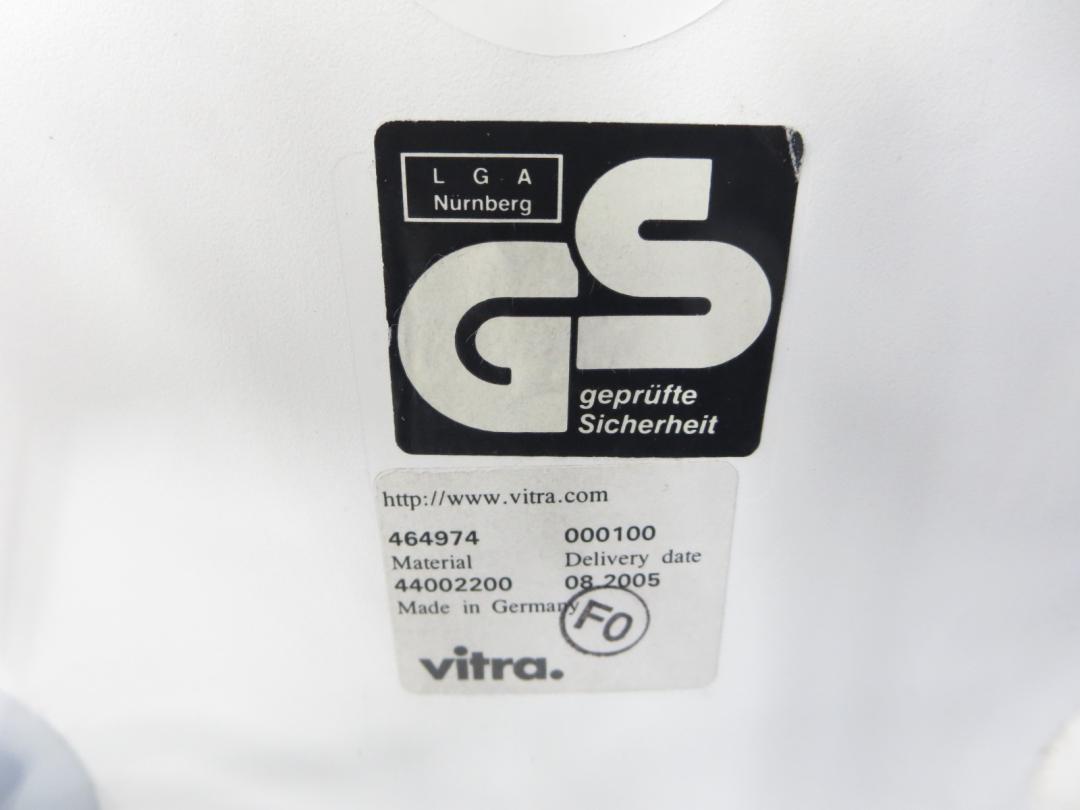 L G A
Nürnberg
GS
geprüfte
Sicherheit
http://www.vitra.com
464974 000100
Material Delivery date
44002200 08.2005
Made in Germany
F0
vitra.